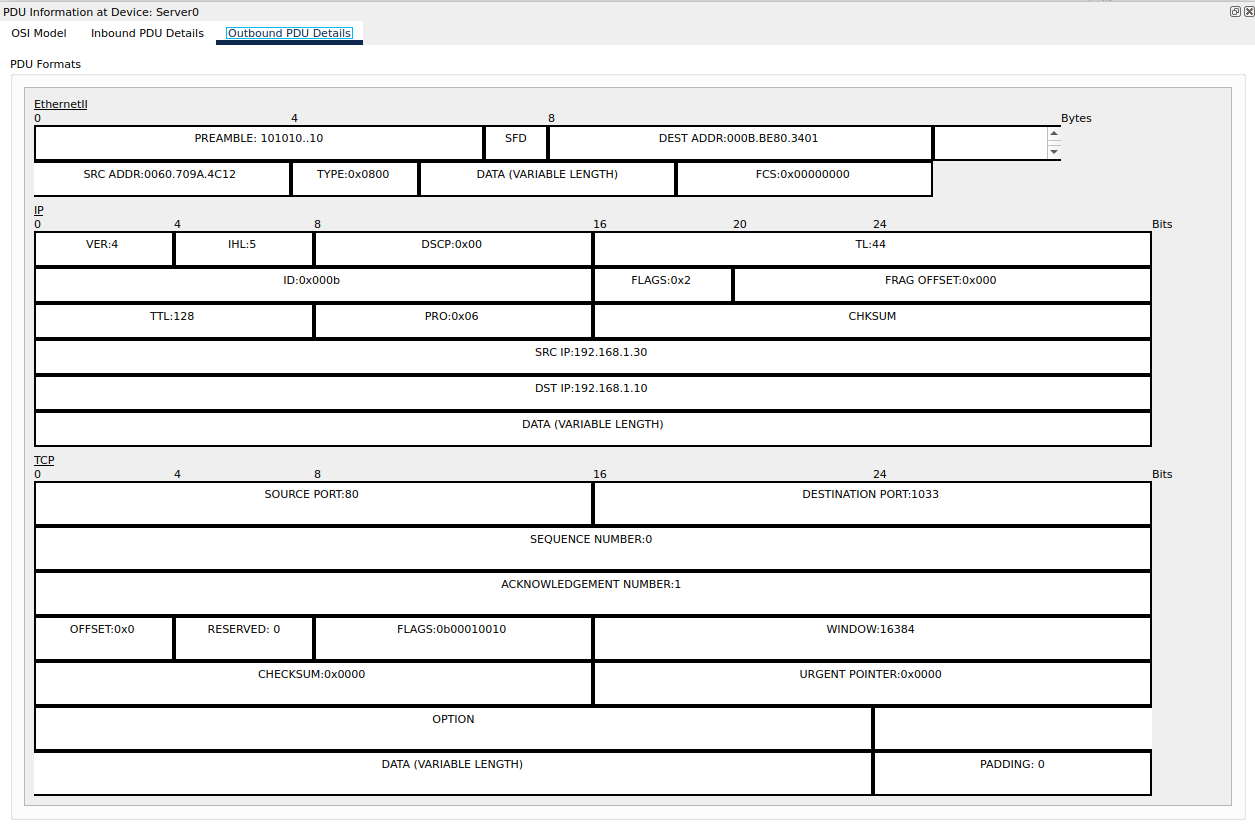 PDU Information at Device: Server0
OSI Model Inbound PDU Details Outbound PDU Details
PDU Formats
EthernetII
0 4 8 Bytes
PREAMBLE: 101010..10 SFD DEST ADDR:000B.BE80.3401
SRC ADDR:0060.709A.4C12 TYPE:0x0800 DATA (VARIABLE LENGTH) FCS:0x00000000
IP
0 4 8 16 20 24 Bits
VER:4 IHL:5 DSCP:0x00 TL:44
ID:0x000b FLAGS:0x2 FRAG OFFSET:0x000
TTL:128 PRO:0x06 CHKSUM
SRC IP:192.168.1.30
DST IP:192.168.1.10
DATA (VARIABLE LENGTH)
TCP
0 4 8 16 24 Bits
SOURCE PORT:80 DESTINATION PORT:1033
SEQUENCE NUMBER:0
ACKNOWLEDGEMENT NUMBER:1
OFFSET:0x0 RESERVED: 0 FLAGS:0b00010010 WINDOW:16384
CHECKSUM:0x0000 URGENT POINTER:0x0000
OPTION
DATA (VARIABLE LENGTH) PADDING: 0